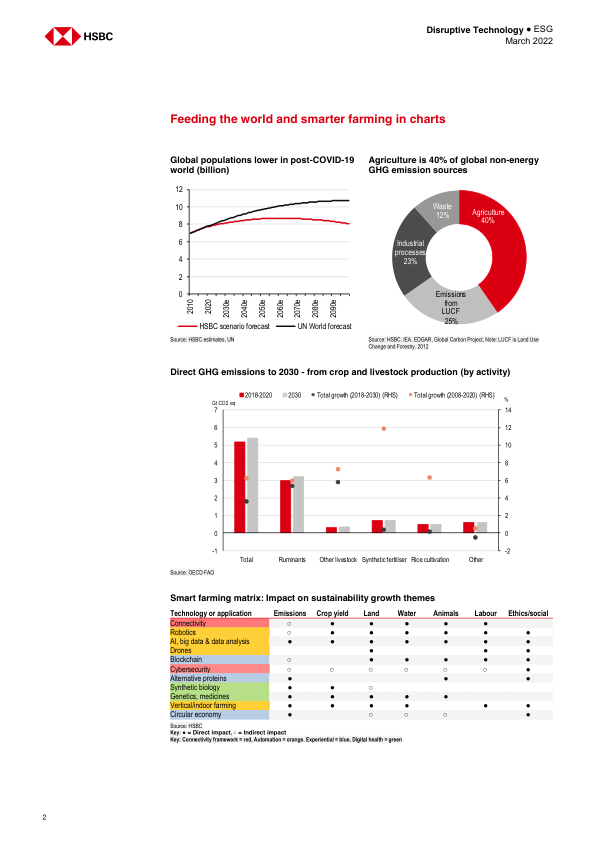 HSBC
Disruptive Technology ● ESG
March 2022
Feeding the world and smarter farming in charts
Global populations lower in post-COVID-19
world (billion)
12
10
8
6
4
2
0
2010
2020
2030e
2040e
2050e
2060e
2070e
2080e
2090e
HSBC scenario forecast
UN World forecast
Source: HSBC estimates, UN
Agriculture is 40% of global non-energy
GHG emission sources
Waste
12%
Agriculture
40%
Industrial
processes
23%
Emissions
from
LUCF
25%
Source: HSBC, IEA, EDGAR, Global Carbon Project, Note: LUCF is Land Use
Change and Forestry, 2012
Direct GHG emissions to 2030 - from crop and livestock production (by activity)
Gt CO2 eq
2018-2020
2030
Total growth (2018-2030) (RHS)
Total growth (2008-2020) (RHS)
%
7
6
5
4
3
2
1
0
-1
14
12
10
8
6
4
2
0
-2
Total
Ruminants
Other livestock
Synthetic fertiliser
Rice cultivation
Other
Source: OECD FAO
Smart farming matrix: Impact on sustainability growth themes
Technology or application Emissions Crop yield Land Water Animals Labour Ethics/social
Connectivity ○ ● ● ● ● ●
Robotics ○ ● ● ● ● ● ●
AI, big data & data analysis ● ● ● ● ● ● ●
Drones ● ● ●
Blockchain ○ ● ● ● ● ●
Cybersecurity ○ ○ ○ ○ ○ ○ ●
Alternative proteins ● ● ●
Synthetic biology ● ● ○
Genetics, medicines ● ● ● ● ●
Vertical/indoor farming ● ● ● ● ● ●
Circular economy ● ○ ○ ○ ●
Source: HSBC
Key: ● = Direct impact, ○ = Indirect impact
Key: Connectivity framework = red, Automation = orange. Experiential = blue, Digital health = green
2